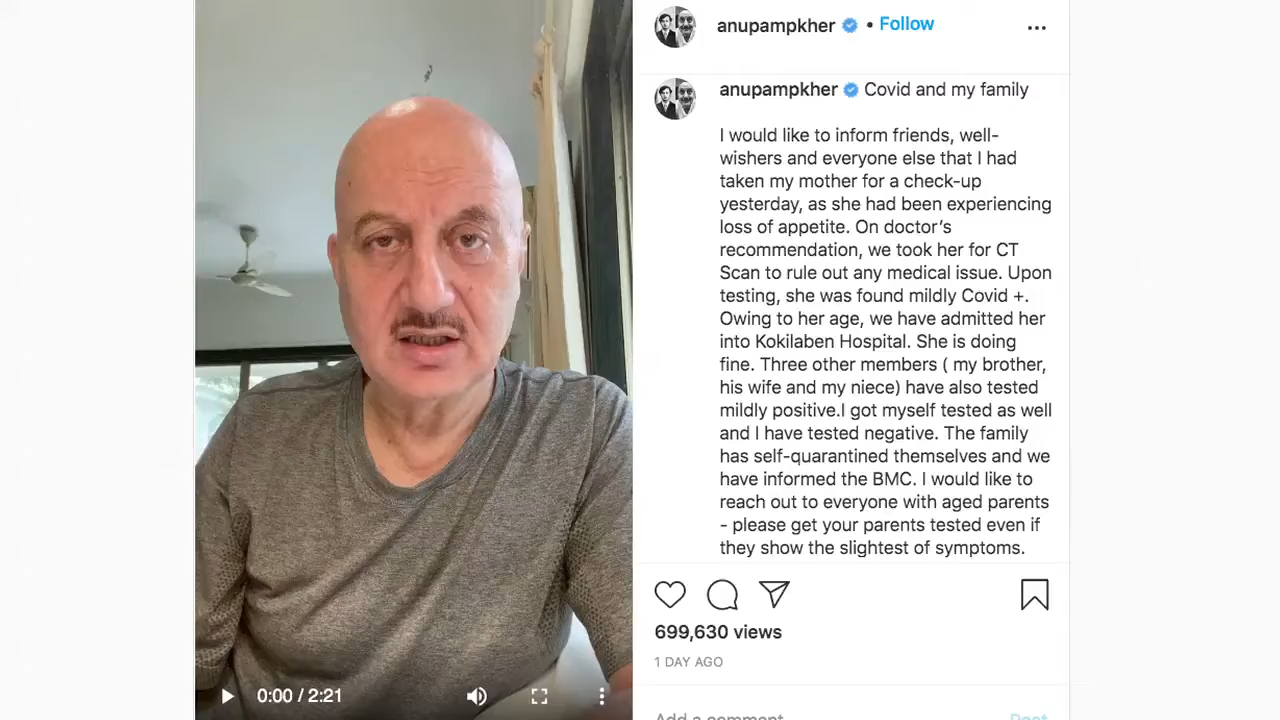 anupampkher • Follow
anupampkher Covid and my family
I would like to inform friends, well-
wishers and everyone else that I had
taken my mother for a check-up
yesterday, as she had been experiencing
loss of appetite. On doctor’s
recommendation, we took her for CT
Scan to rule out any medical issue. Upon
testing, she was found mildly Covid +.
Owing to her age, we have admitted her
into Kokilaben Hospital. She is doing
fine. Three other members ( my brother,
his wife and my niece) have also tested
mildly positive.I got myself tested as well
and I have tested negative. The family
has self-quarantined themselves and we
have informed the BMC. I would like to
reach out to everyone with aged parents
- please get your parents tested even if
they show the slightest of symptoms.
699,630 views
1 DAY AGO
Add a comment
Post
0:00 / 2:21